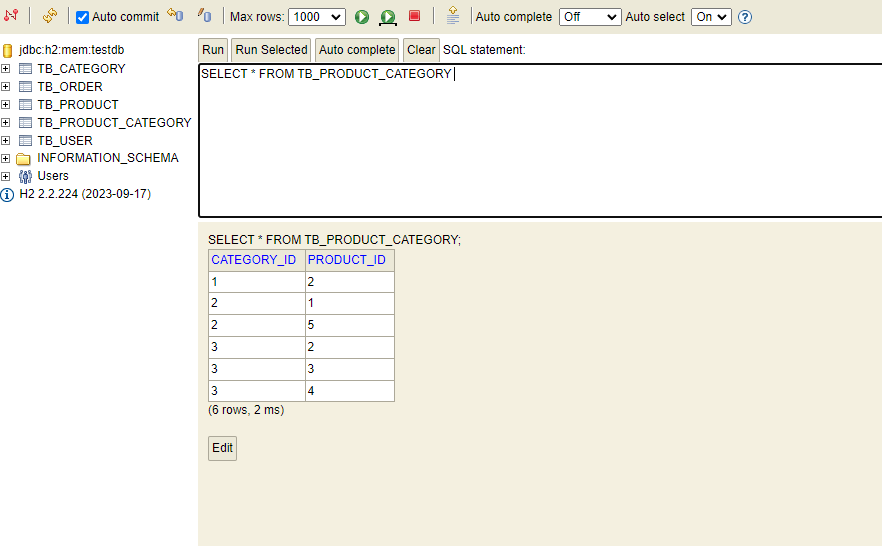 Auto commit Max rows: 1000 Auto complete Off Auto select On ?
jdbc:h2:mem:testdb
TB_CATEGORY
TB_ORDER
TB_PRODUCT
TB_PRODUCT_CATEGORY
TB_USER
INFORMATION_SCHEMA
Users
H2 2.2.224 (2023-09-17)
Run Run Selected Auto complete Clear SQL statement:
SELECT * FROM TB_PRODUCT_CATEGORY
SELECT * FROM TB_PRODUCT_CATEGORY;
CATEGORY_ID PRODUCT_ID
1 2
2 1
2 5
3 2
3 3
3 4
(6 rows, 2 ms)
Edit